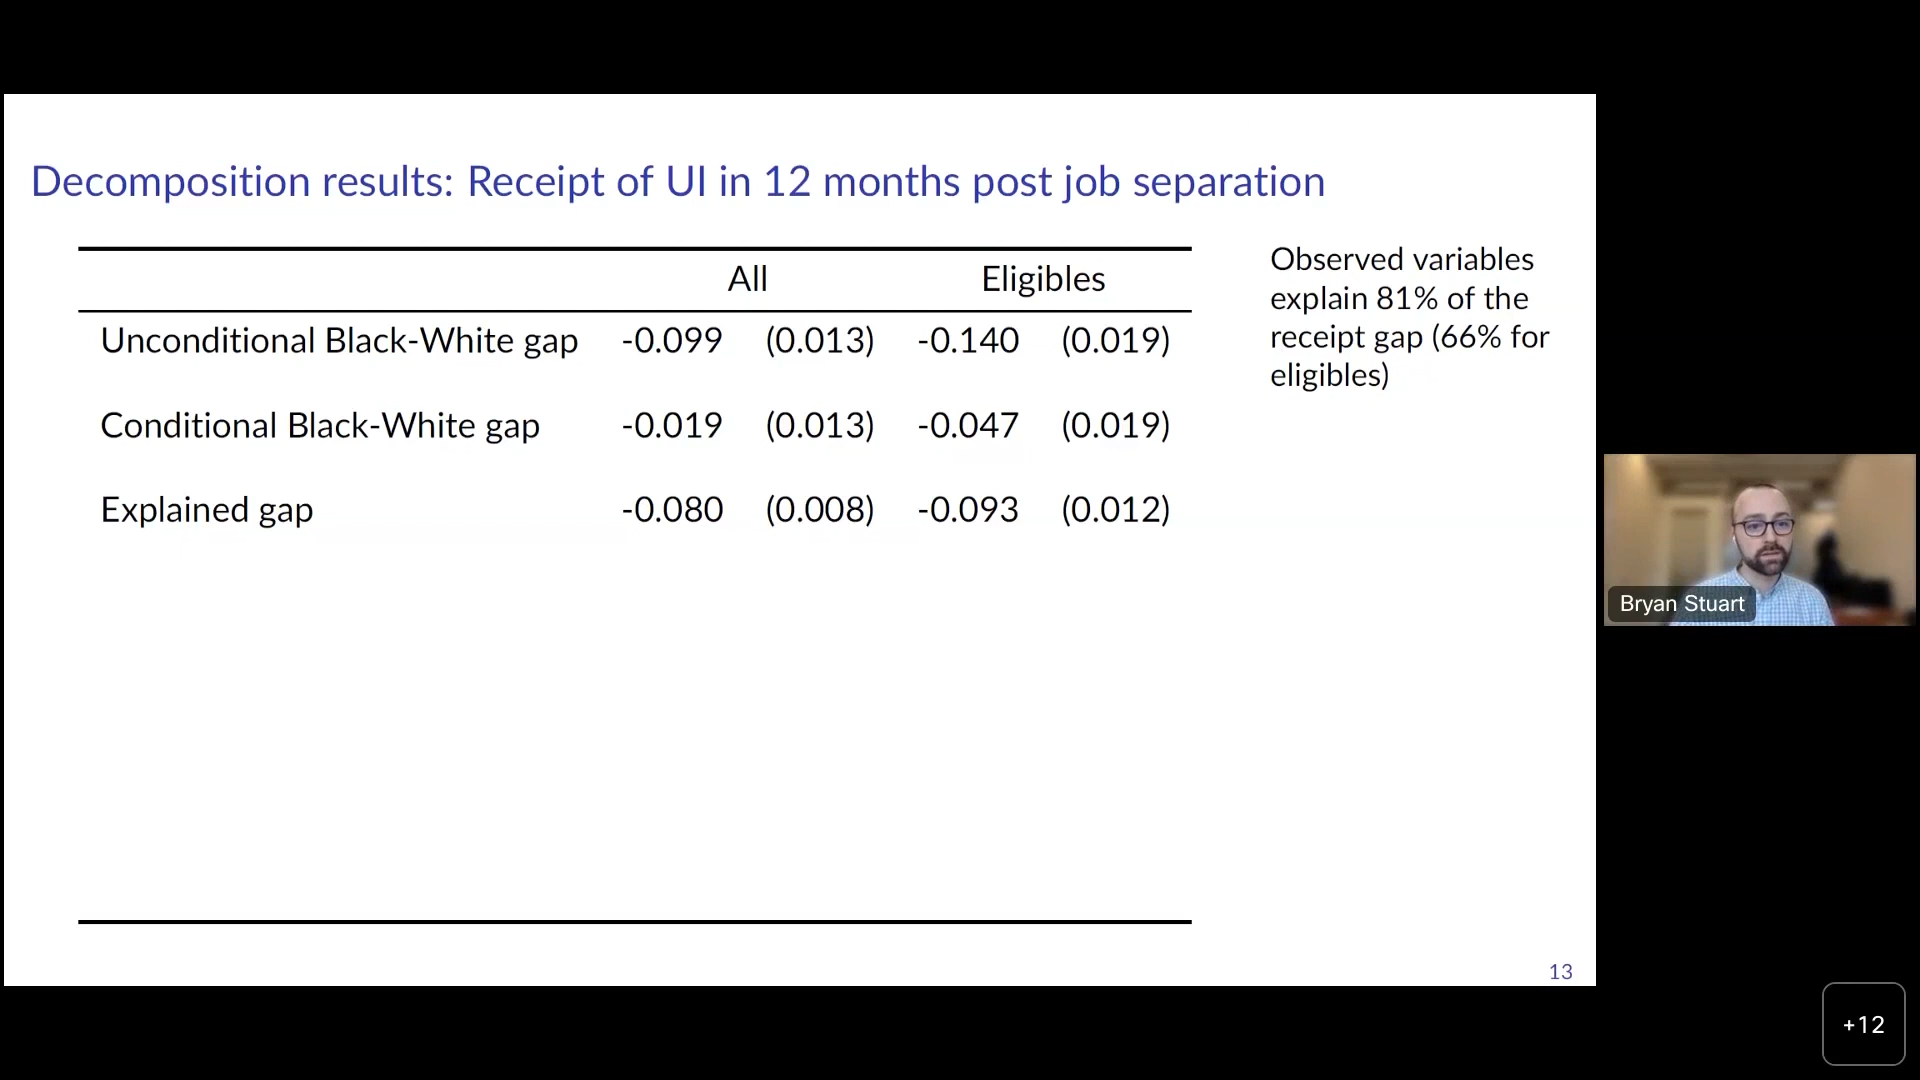 Decomposition results: Receipt of UI in 12 months post job separation
All Eligibles
Unconditional Black-White gap -0.099 (0.013) -0.140 (0.019)
Conditional Black-White gap -0.019 (0.013) -0.047 (0.019)
Explained gap -0.080 (0.008) -0.093 (0.012)
Observed variables
explain 81% of the
receipt gap (66% for
eligibles)
13
Bryan Stuart
+12